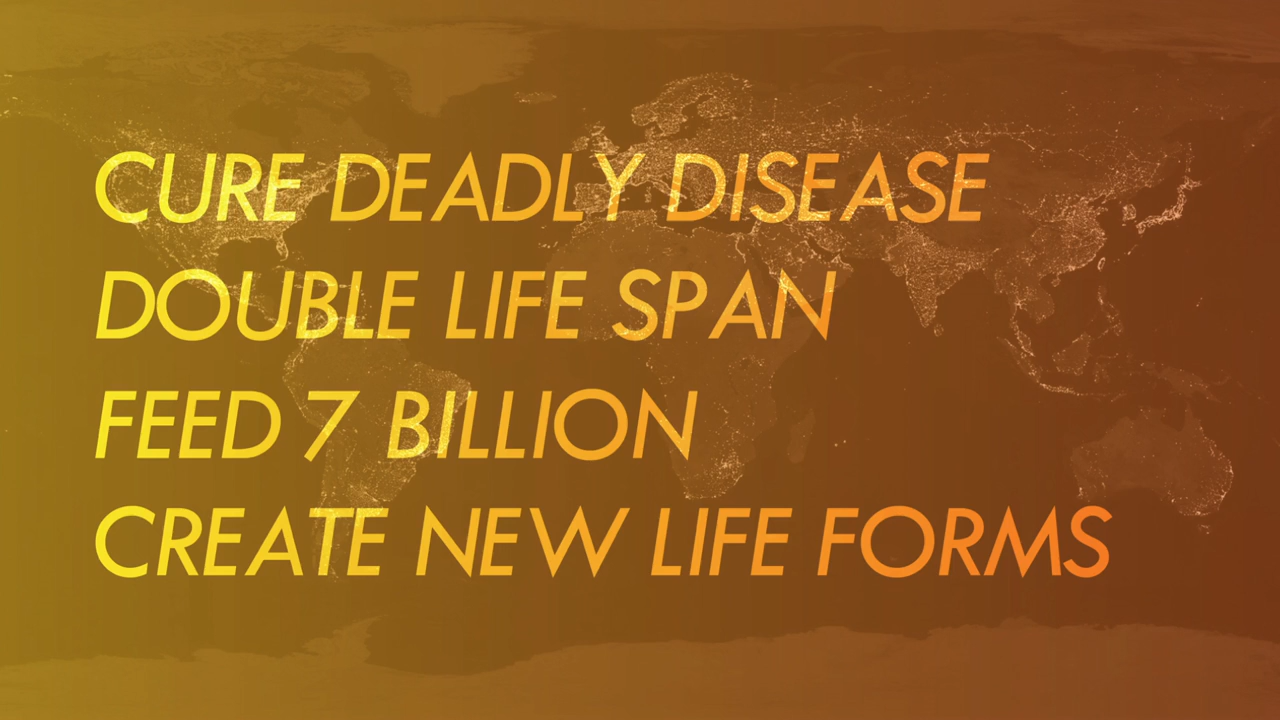 CURE DEADLY DISEASE
DOUBLE LIFE SPAN
FEED 7 BILLION
CREATE NEW LIFE FORMS